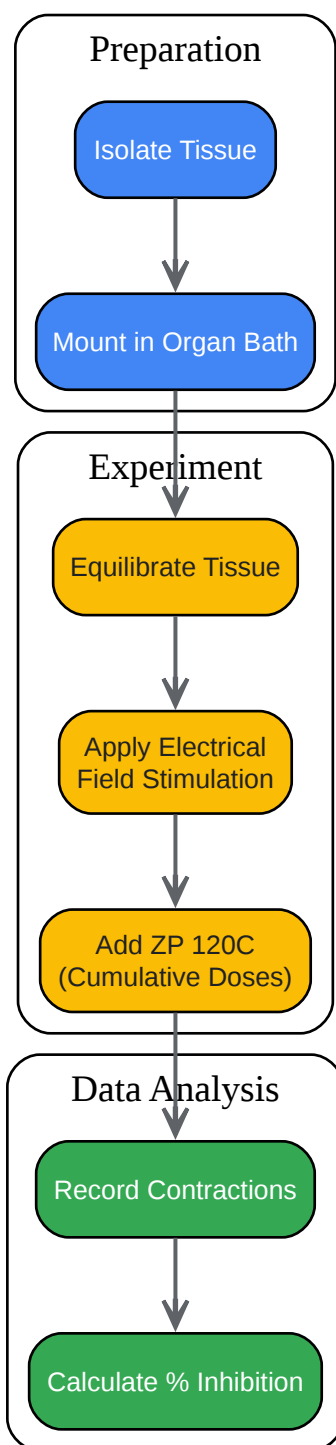 Preparation
Isolate Tissue
Mount in Organ Bath
Experiment
Equilibrate Tissue
Apply Electrical
Field Stimulation
Add ZP 120C
(Cumulative Doses)
Data Analysis
Record Contractions
Calculate % Inhibition